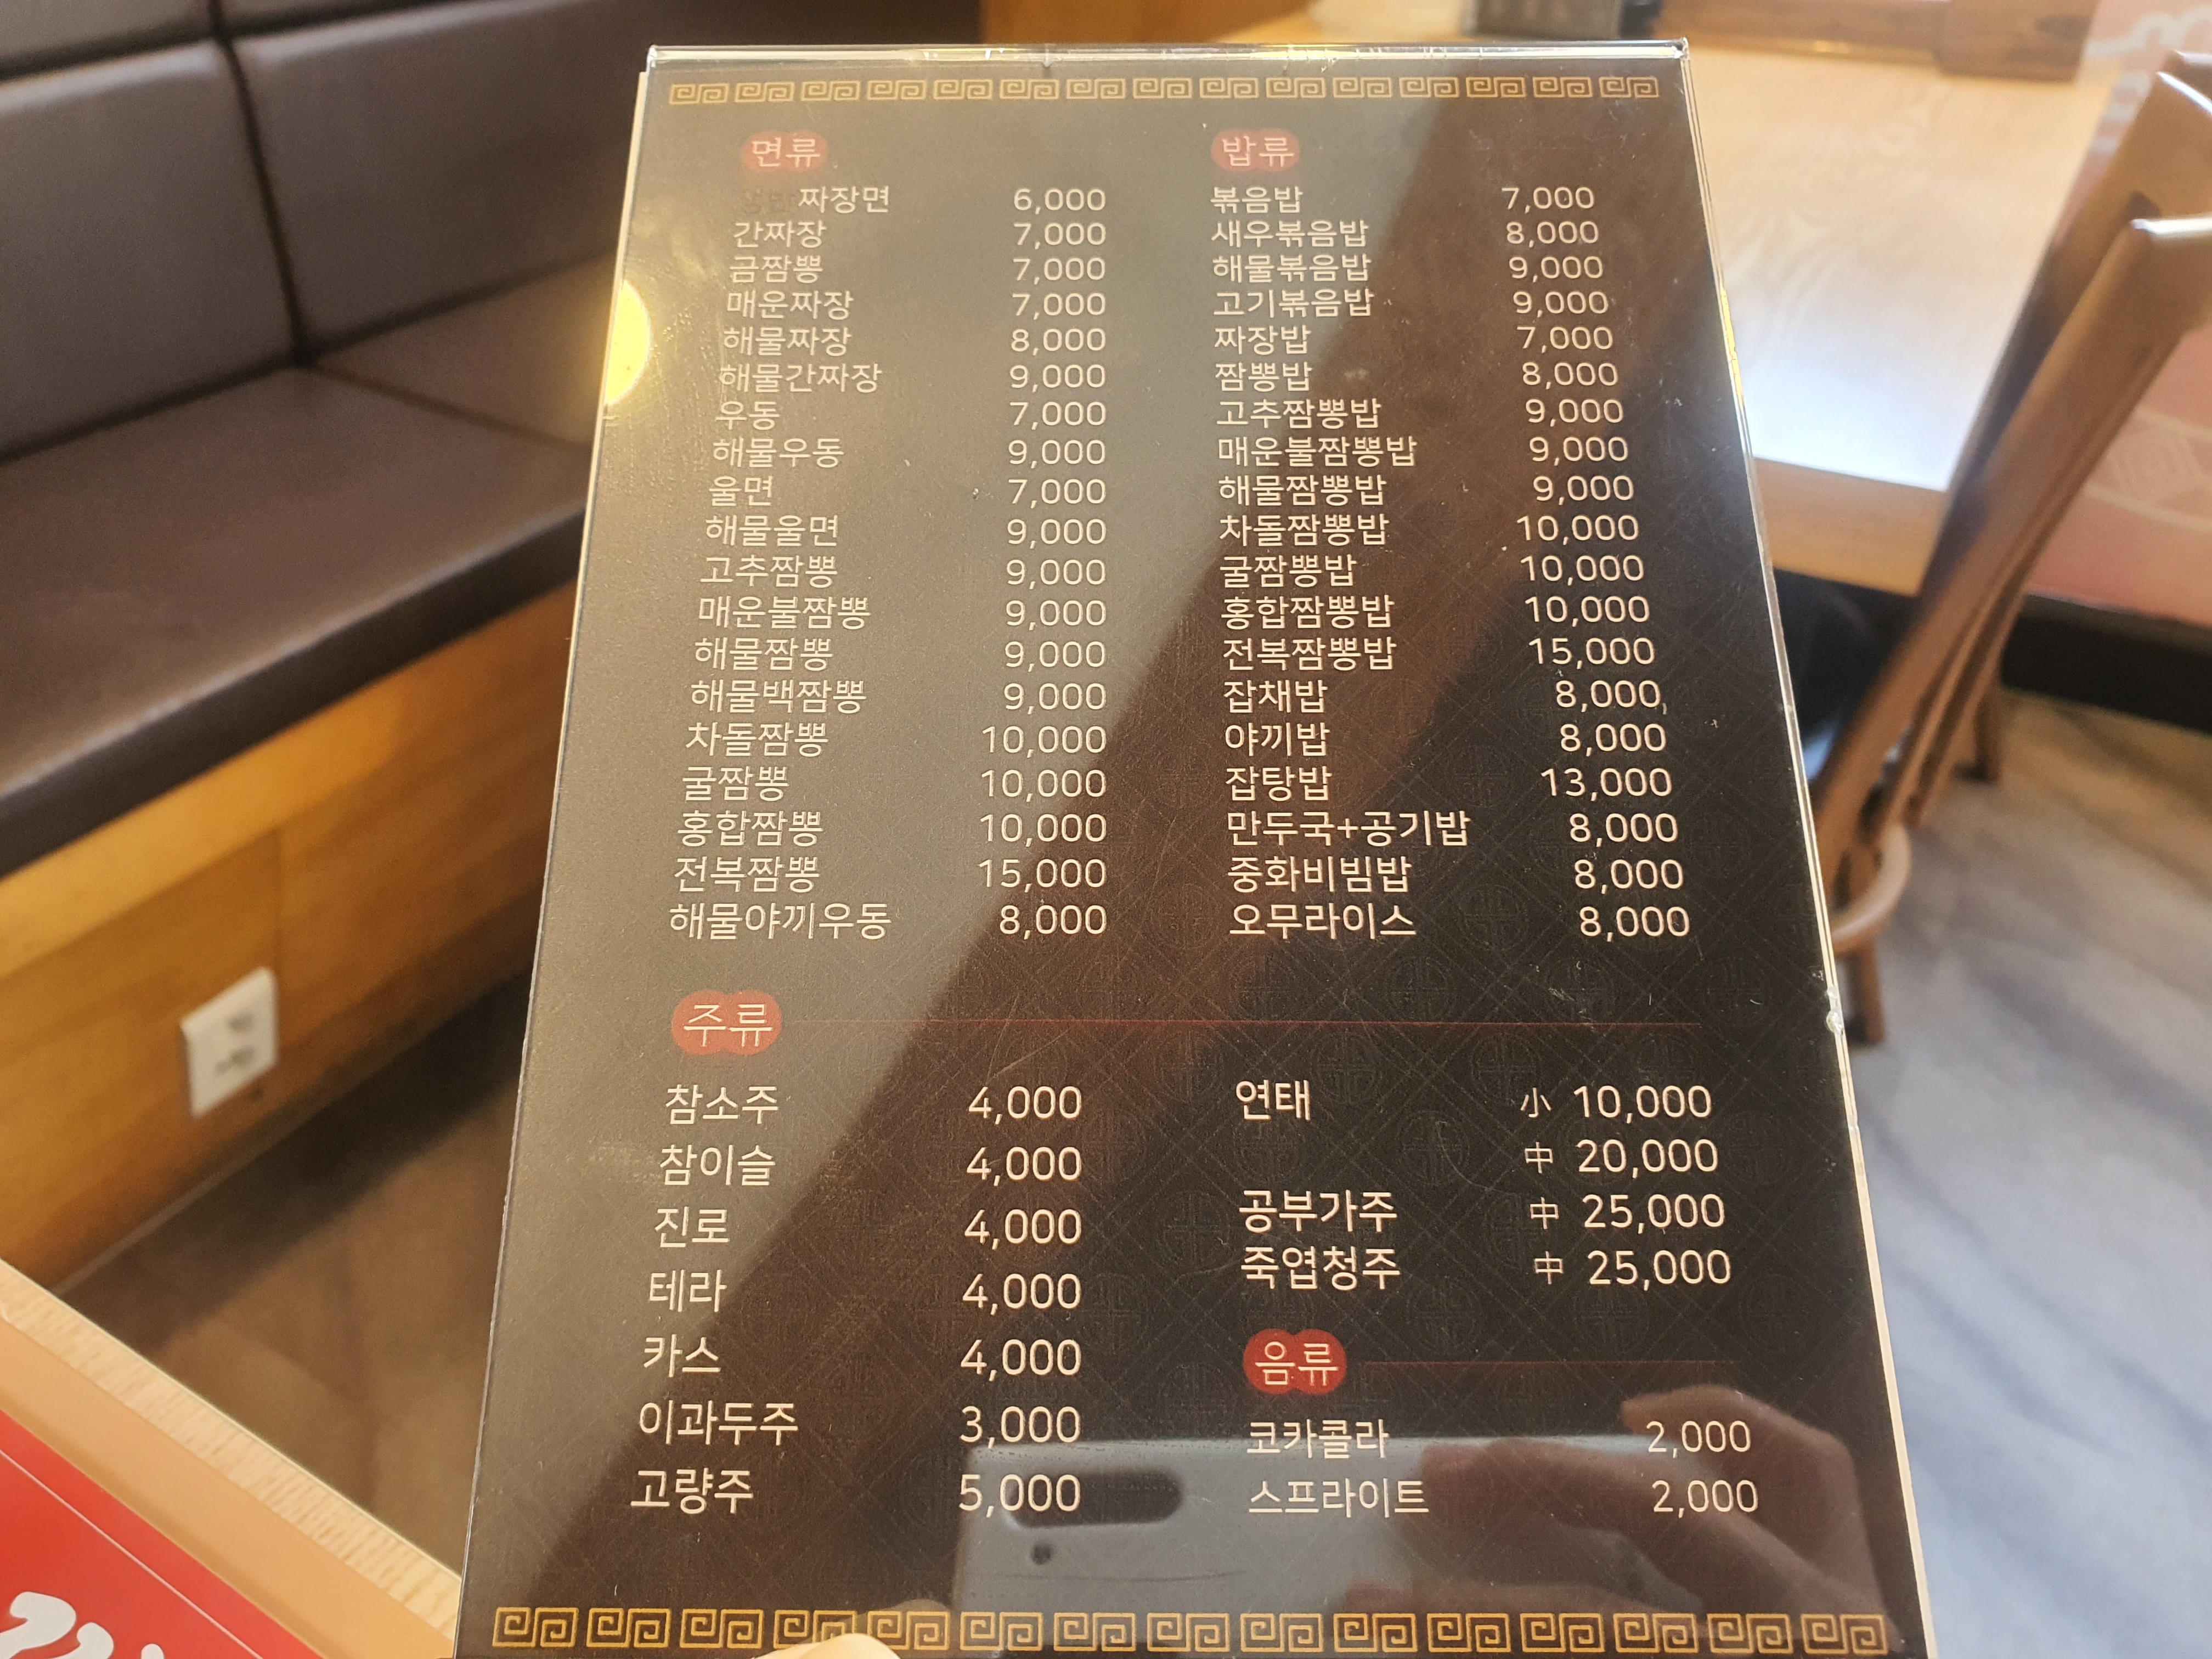 면류
짜장면 6,000
간짜장 7,000
금짬뽕 7,000
매운짜장 7,000
해물짜장 8,000
해물간짜장 9,000
우동 7,000
해물우동 9,000
울면 7,000
해물울면 9,000
고추짬뽕 9,000
매운불짬뽕 9,000
해물짬뽕 9,000
해물백짬뽕 9,000
차돌짬뽕 10,000
굴짬뽕 10,000
홍합짬뽕 10,000
전복짬뽕 15,000
해물야끼우동 8,000
밥류
볶음밥 7,000
새우볶음밥 8,000
해물볶음밥 9,000
고기볶음밥 9,000
짜장밥 7,000
짬뽕밥 8,000
고추짬뽕밥 9,000
매운불짬뽕밥 9,000
해물짬뽕밥 9,000
차돌짬뽕밥 10,000
굴짬뽕밥 10,000
홍합짬뽕밥 10,000
전복짬뽕밥 15,000
잡채밥 8,000
야끼밥 8,000
잡탕밥 13,000
만두국+공기밥 8,000
중화비빔밥 8,000
오무라이스 8,000
주류
참소주 4,000
참이슬 4,000
진로 4,000
테라 4,000
카스 4,000
이과두주 3,000
고량주 5,000
연태 小 10,000
中 20,000
공부가주 中 25,000
죽엽청주 中 25,000
음류
코카콜라 2,000
스프라이트 2,000